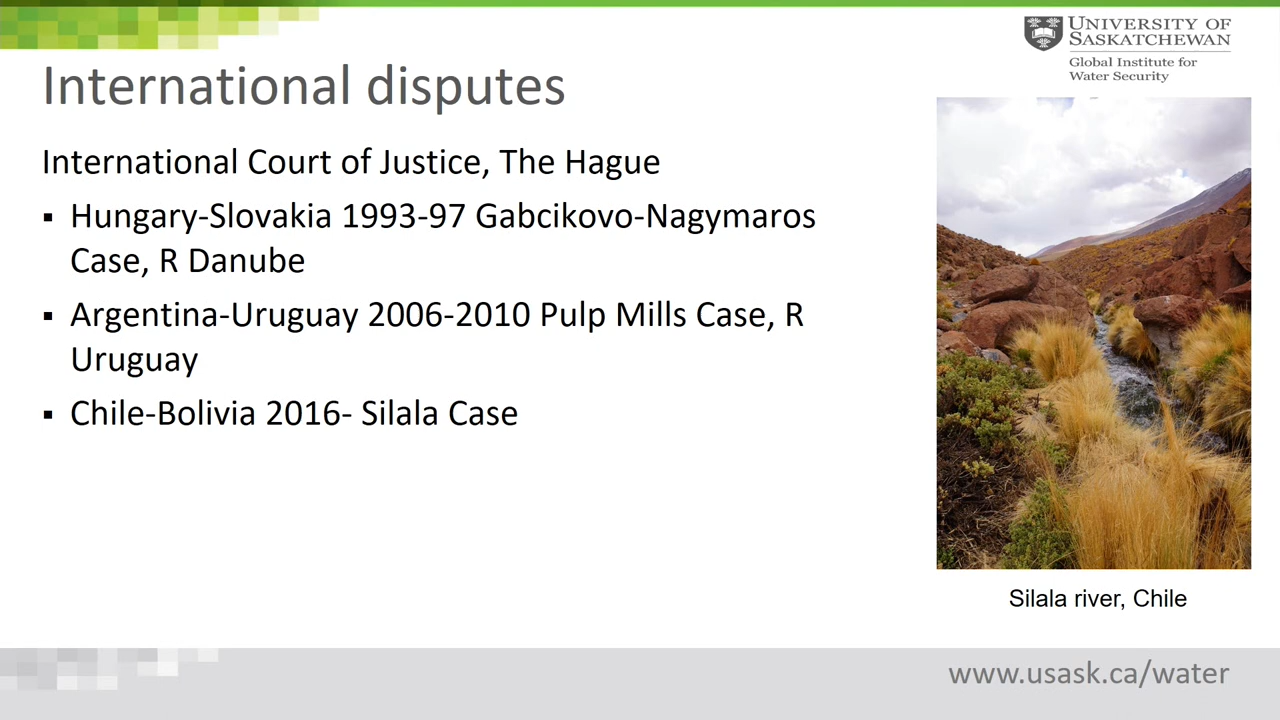 UNIVERSITY OF
SASKATCHEWAN
Global Institute for
Water Security
International disputes
International Court of Justice, The Hague
▪ Hungary-Slovakia 1993-97 Gabcikovo-Nagymaros
Case, R Danube
▪ Argentina-Uruguay 2006-2010 Pulp Mills Case, R
Uruguay
▪ Chile-Bolivia 2016- Silala Case
Silala river, Chile
www.usask.ca/water